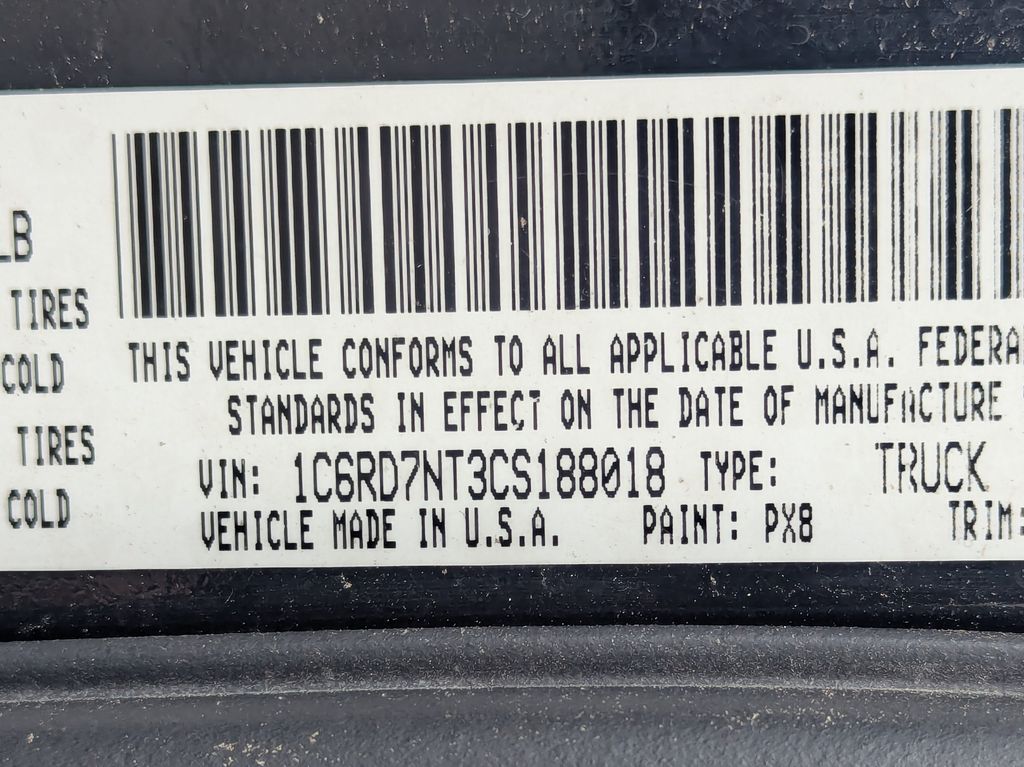 LB
TIRES
COLD
TIRES
COLD
THIS VEHICLE CONFORMS TO ALL APPLICABLE U.S.A. FEDERA
STANDARDS IN EFFECT ON THE DATE OF MANUFACTURE
VIN: 1C6RD7NT3CS188018 TYPE: TRUCK
VEHICLE MADE IN U.S.A. PAINT: PX8 TRIM: